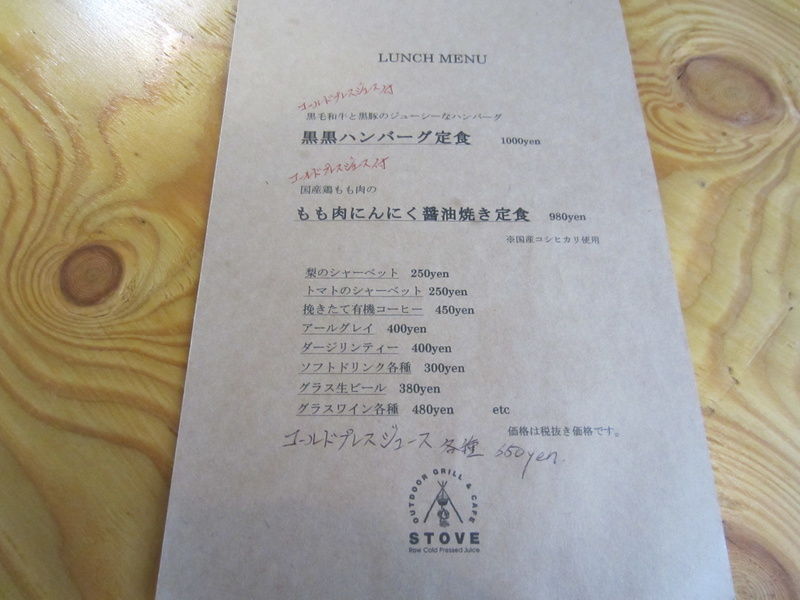 LUNCH MENU
ゴールドプレスジュース付
黒毛和牛と黒豚のジューシーなハンバーグ
黒黒ハンバーグ定食 1000yen
ゴールドプレスジュース付
国産鶏もも肉の
もも肉にんにく醤油焼き定食 980yen
※国産コシヒカリ使用
梨のシャーベット 250yen
トマトのシャーベット 250yen
挽きたて有機コーヒー 450yen
アールグレイ 400yen
ダージリンティー 400yen
ソフトドリンク各種 300yen
グラス生ビール 380yen
グラスワイン各種 480yen etc
価格は税抜き価格です。
ゴールドプレスジュース 各種 650yen.
OUTDOOR GRILL & CAFE
STOVE
Raw Cold Pressed Juice